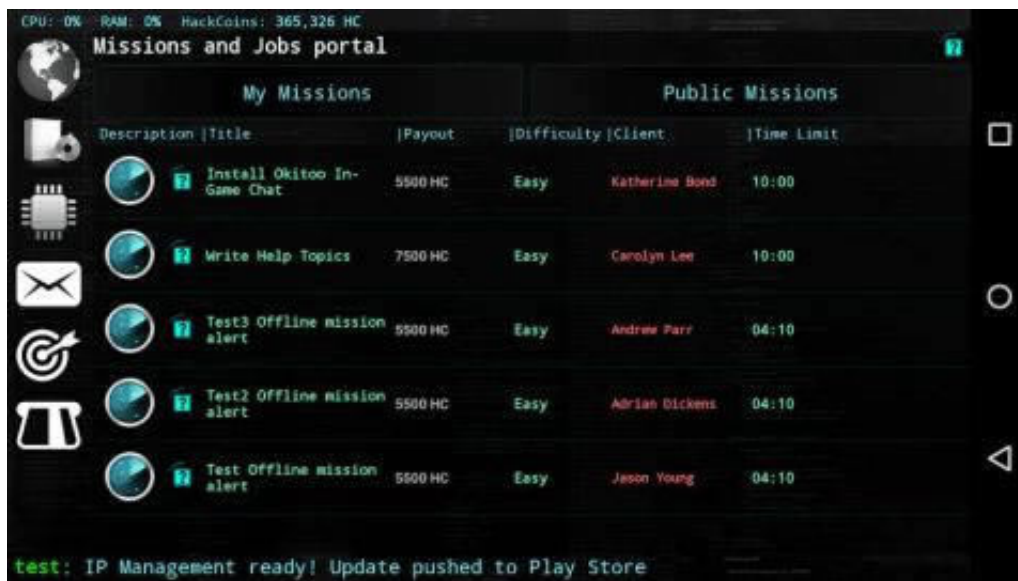 CPU: 0% RAM: 0% HackCoins: 365,326 HC
Missions and Jobs portal
My Missions Public Missions
Description |Title |Payout |Difficulty |Client |Time Limit
Install Okitoo In-
Game Chat
5500 HC Easy Katherine Bond 10:00
Write Help Topics 7500 HC Easy Carolyn Lee 10:00
Test3 Offline mission
alert
5500 HC Easy Andrew Parr 04:10
Test2 Offline mission
alert
5500 HC Easy Adrian Dickens 04:10
Test Offline mission
alert
5500 HC Easy Jason Young 04:10
test: IP Management ready! Update pushed to Play Store